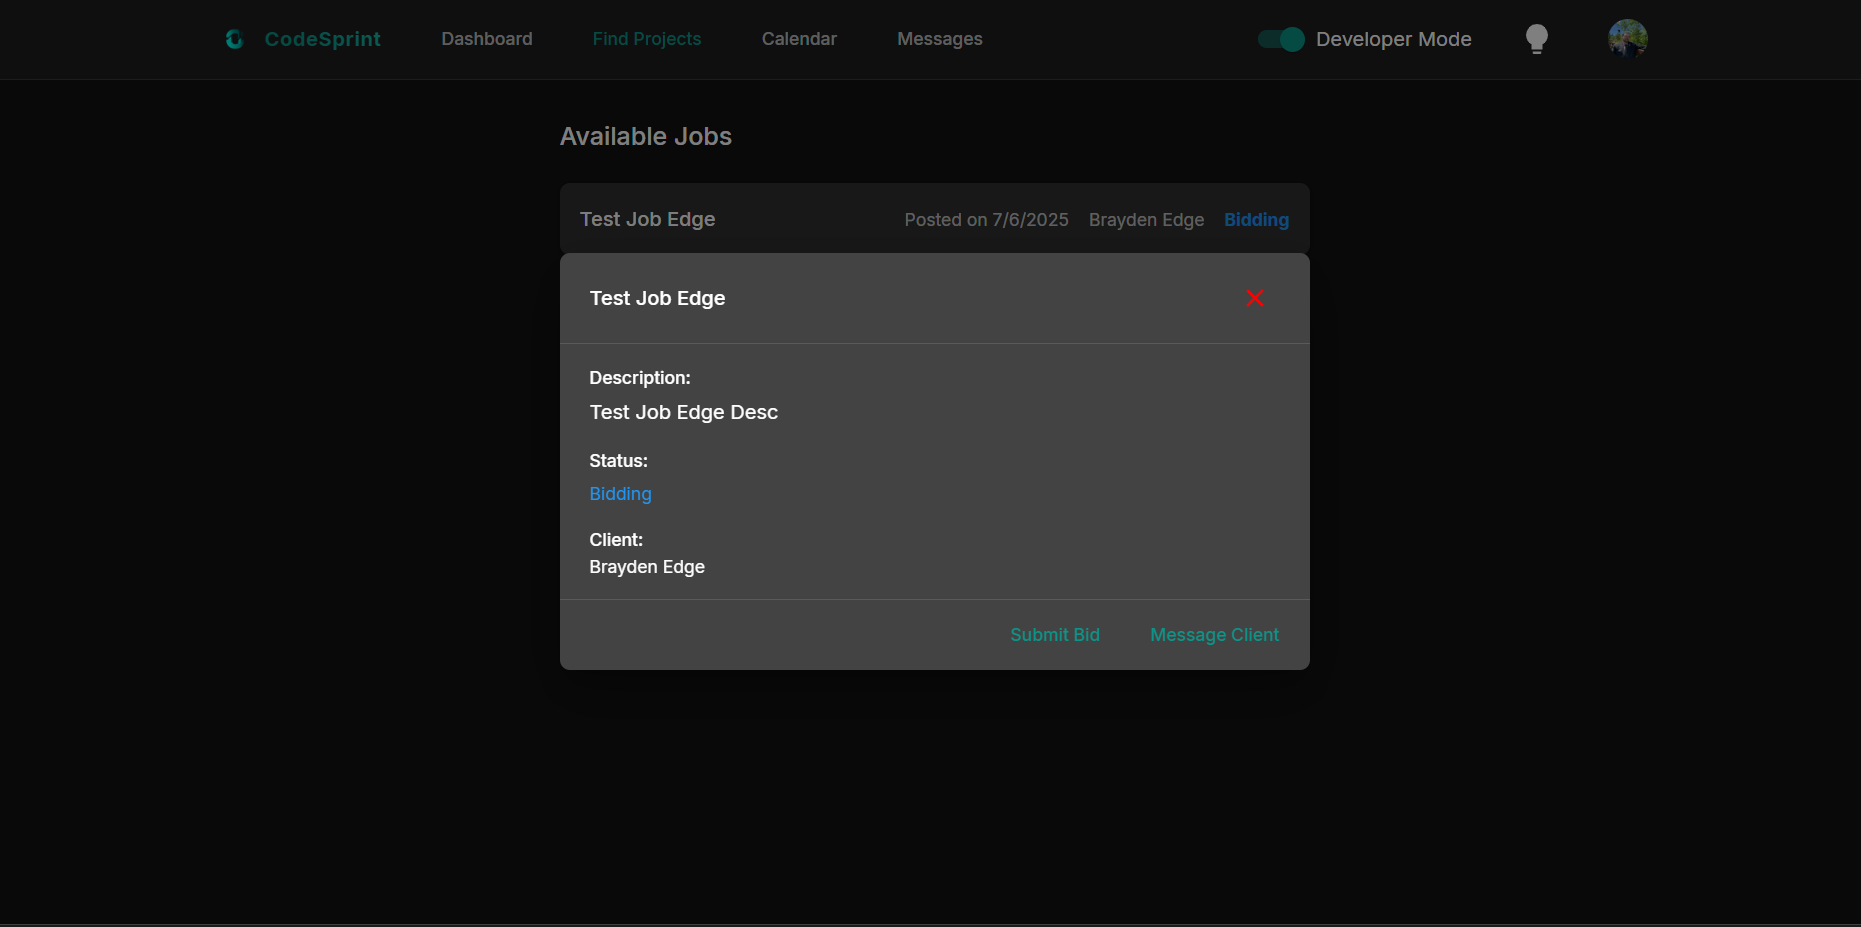 CodeSprint Dashboard Find Projects Calendar Messages Developer Mode
Available Jobs
Test Job Edge Posted on 7/6/2025 Brayden Edge Bidding
Test Job Edge
Description:
Test Job Edge Desc
Status:
Bidding
Client:
Brayden Edge
Submit Bid Message Client